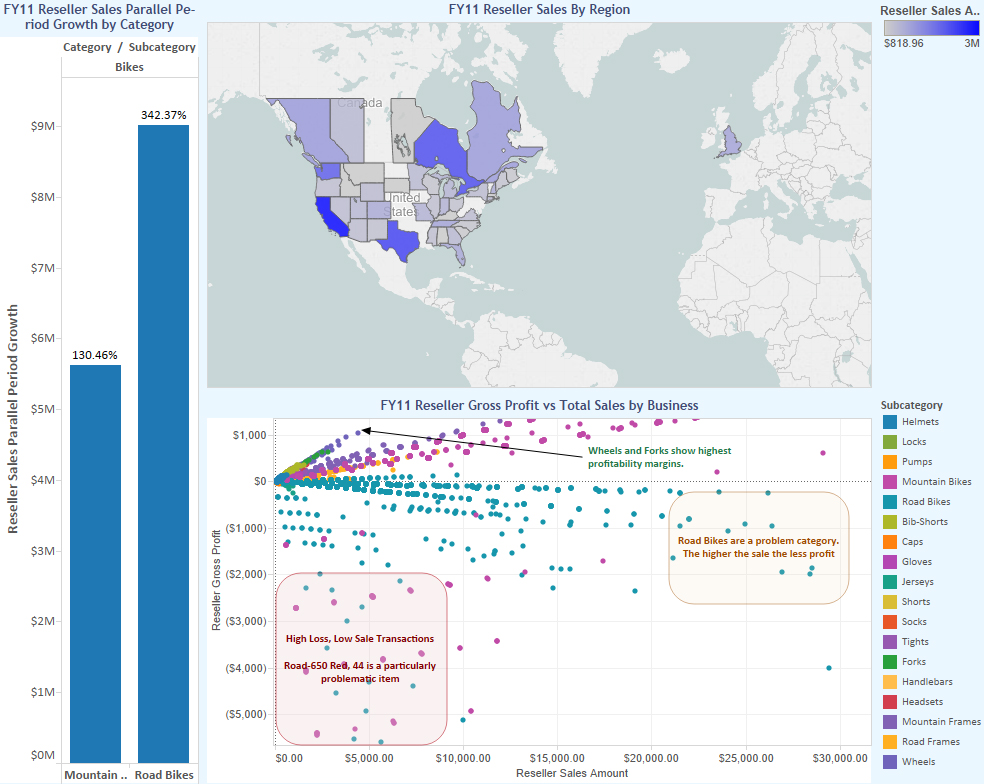 FY11 Reseller Sales Parallel Pe-
riod Growth by Category
Category / Subcategory
Bikes
Reseller Sales Parallel Period Growth
$9M
$8M
$7M
$6M
$5M
$4M
$3M
$2M
$1M
$0M
130.46%
342.37%
Mountain ..
Road Bikes
FY11 Reseller Sales By Region
Canada
United
States
Reseller Sales A..
$818.96
3M
FY11 Reseller Gross Profit vs Total Sales by Business
Reseller Gross Profit
$1,000
$0
($1,000)
($2,000)
($3,000)
($4,000)
($5,000)
Wheels and Forks show highest
profitability margins.
Road Bikes are a problem category.
The higher the sale the less profit
High Loss, Low Sale Transactions
Road-650 Red, 44 is a particularly
problematic item
$0.00
$5,000.00
$10,000.00
$15,000.00
$20,000.00
$25,000.00
$30,000.00
Reseller Sales Amount
Subcategory
Helmets
Locks
Pumps
Mountain Bikes
Road Bikes
Bib-Shorts
Caps
Gloves
Jerseys
Shorts
Socks
Tights
Forks
Handlebars
Headsets
Mountain Frames
Road Frames
Wheels